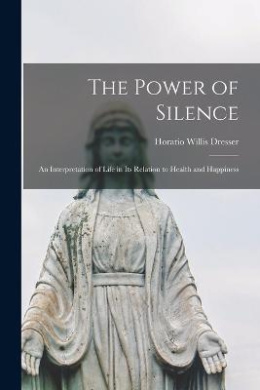 The Power of
Silence
Horatio Willis Dresser
An Interpretation of Life in Its Relation to Health and Happiness